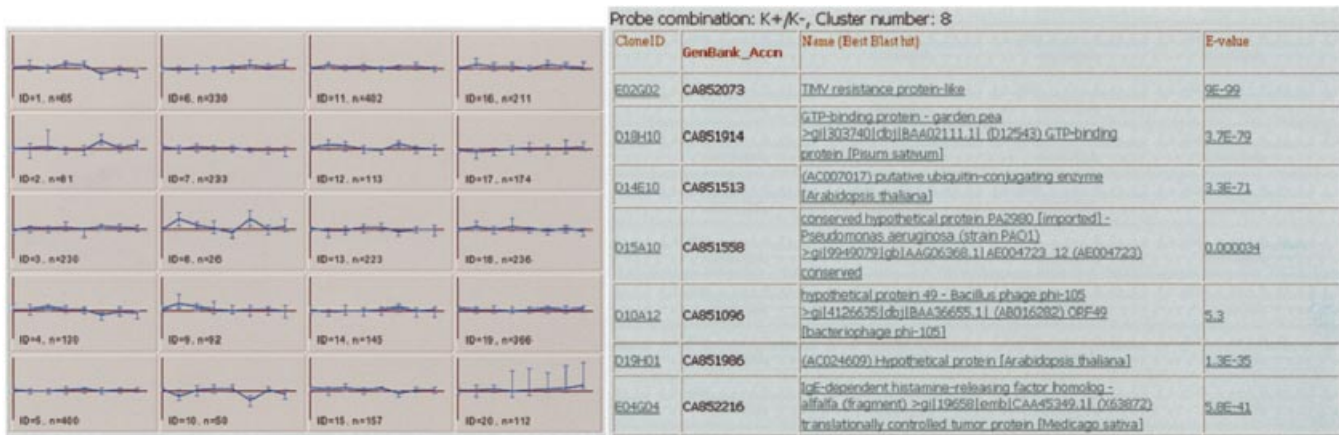 ID=1, n=65
ID=6, n=330
ID=11, n=402
ID=16, n=211
ID=2, n=81
ID=7, n=233
ID=12, n=113
ID=17, n=174
ID=3, n=230
ID=8, n=26
ID=13, n=223
ID=18, n=236
ID=4, n=130
ID=9, n=92
ID=14, n=145
ID=19, n=366
ID=5, n=400
ID=10, n=50
ID=15, n=157
ID=20, n=112
Probe combination: K+/K-, Cluster number: 8
CloneID GenBank_Accn Name (Best Blast hit) E-value
E02G02 CA852073 TMV resistance protein-like 9E-99
GTP-binding protein - garden pea
D18H10 CA851914 >gi|303740|dbj|BAA02111.1| (D12543) GTP-binding 3.7E-79
protein [Pisum sativum]
D14E10 CA851513 (AC007017) putative ubiquitin-conjugating enzyme 3.3E-71
[Arabidopsis thaliana]
conserved hypothetical protein PA2980 [imported] -
Pseudomonas aeruginosa (strain PAO1)
D15A10 CA851558 >gi|9949079|gb|AAG06368.1|AE004723_12 (AE004723) 0.000034
conserved
hypothetical protein 49 - Bacillus phage phi-105
D10A12 CA851096 >gi|4126635|dbj|BAA36655.1| (AB016282) ORF49 5.3
[bacteriophage phi-105]
D19H01 CA851986 (AC024609) Hypothetical protein [Arabidopsis thaliana] 1.3E-35
IgE-dependent histamine-releasing factor homolog -
E04G04 CA852216 alfalfa (fragment) >gi|19658|emb|CAA45349.1| (X63872) 5.8E-41
translationally controlled tumor protein [Medicago sativa]